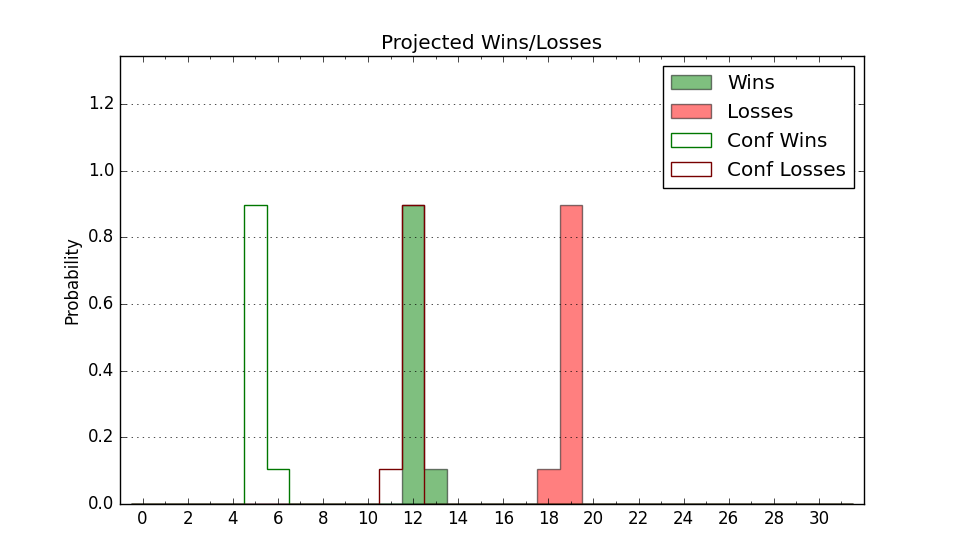 Projected Wins/Losses
Wins
Losses
Conf Wins
Conf Losses
Probability
1.2
1.0
0.8
0.6
0.4
0.2
0.0
0 2 4 6 8 10 12 14 16 18 20 22 24 26 28 30